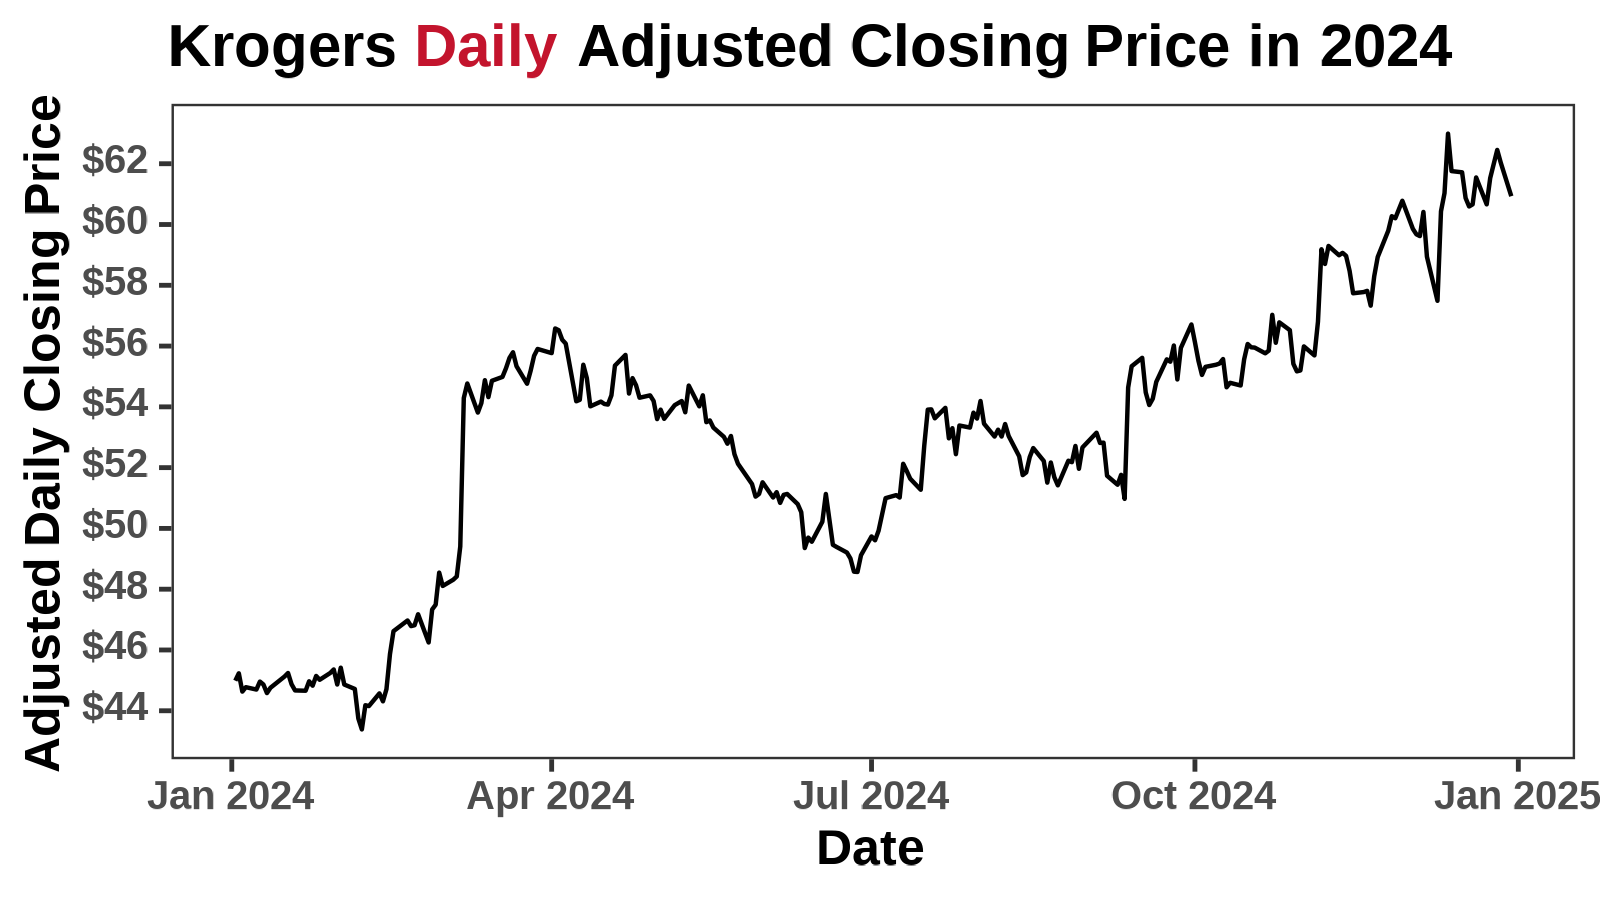 Krogers Daily Adjusted Closing Price in 2024
Adjusted Daily Closing Price
$62
$60
$58
$56
$54
$52
$50
$48
$46
$44
Jan 2024 Apr 2024 Jul 2024 Oct 2024 Jan 2025
Date